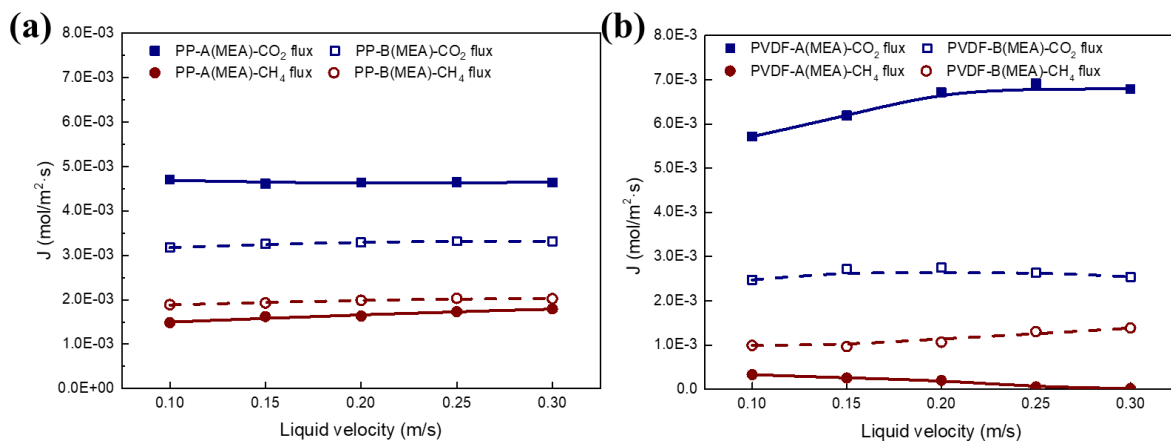 (a)
PP-A(MEA)-CO₂ flux
PP-B(MEA)-CO₂ flux
PP-A(MEA)-CH₄ flux
PP-B(MEA)-CH₄ flux
8.0E-03
7.0E-03
6.0E-03
5.0E-03
4.0E-03
3.0E-03
2.0E-03
1.0E-03
0.0E+00
J (mol/m²·s)
0.10 0.15 0.20 0.25 0.30
Liquid velocity (m/s)
(b)
PVDF-A(MEA)-CO₂ flux
PVDF-B(MEA)-CO₂ flux
PVDF-A(MEA)-CH₄ flux
PVDF-B(MEA)-CH₄ flux
8.0E-3
7.0E-3
6.0E-3
5.0E-3
4.0E-3
3.0E-3
2.0E-3
1.0E-3
0.0
J (mol/m²·s)
0.10 0.15 0.20 0.25 0.30
Liquid velocity (m/s)